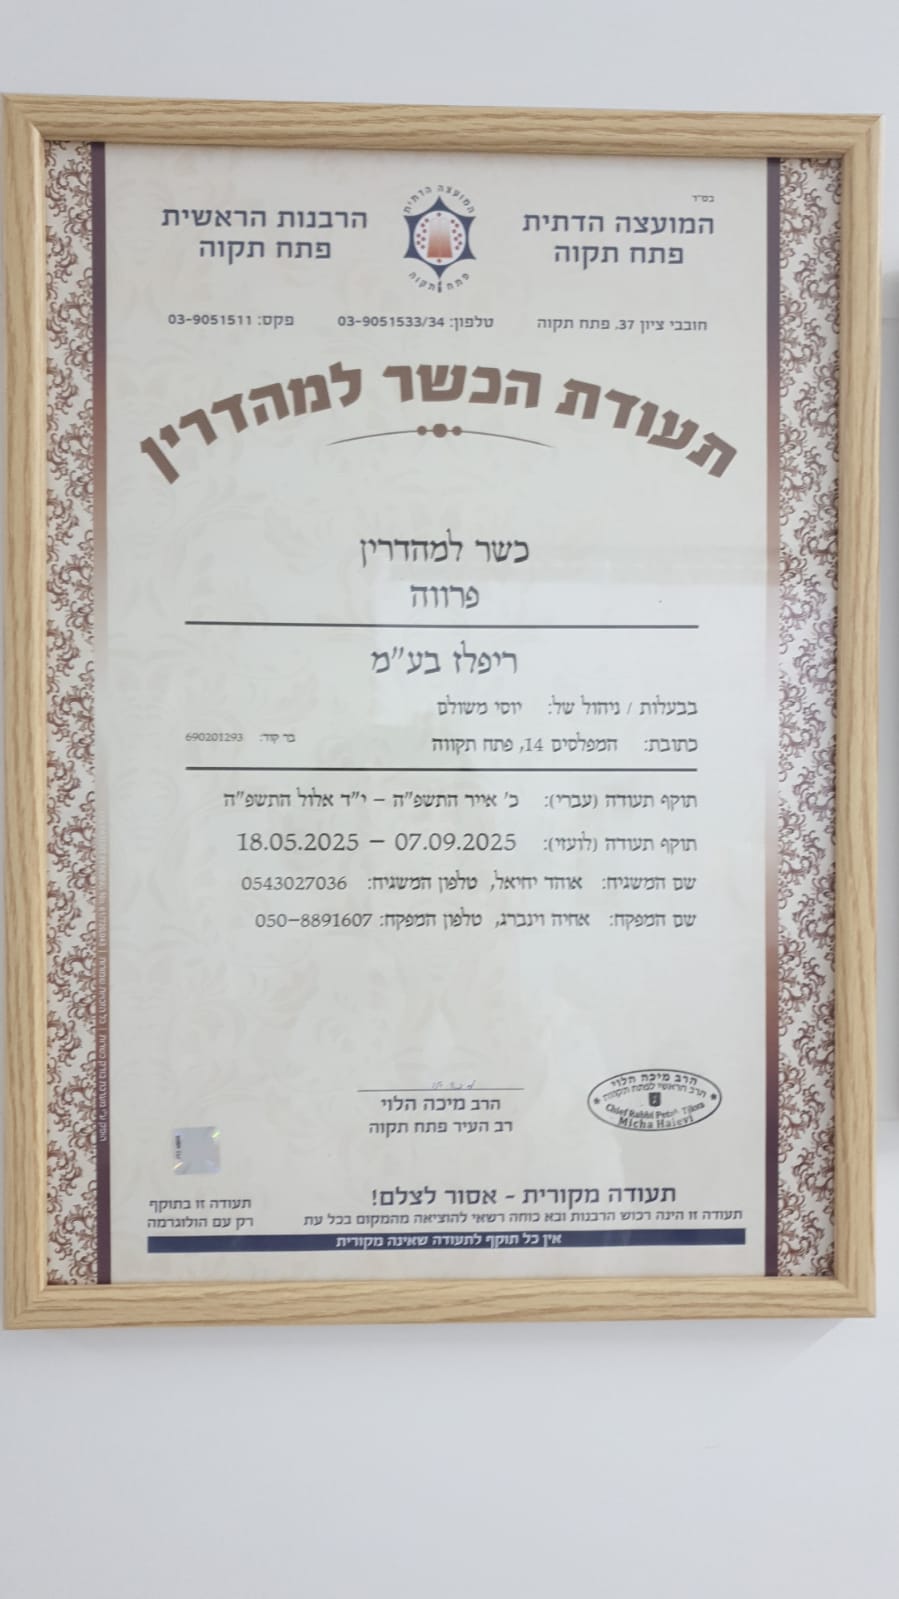 בס"ד
המועצה הדתית
פתח תקוה
המועצה הדתית
פתח תקוה
הרבנות הראשית
פתח תקוה
חובבי ציון 37, פתח תקוה טלפון: 03-9051533/34 פקס: 03-9051511
תעודת הכשר למהדרין
כשר למהדרין
פרווה
ריפלז בע"מ
בבעלות / ניהול של: יוסי משולם
כתובת: המפלסים 14, פתח תקווה בר קוד: 690201293
תוקף תעודה (עברי): כ' אייר התשפ"ה – י"ד אלול התשפ"ה
תוקף תעודה (לועזי): 18.05.2025 – 07.09.2025
שם המשגיח: אוהד יחיאל, טלפון המשגיח: 0543027036
שם המפקח: אחיה וינברג, טלפון המפקח: 050-8891607
הרב מיכה הלוי
רב העיר פתח תקוה
הרב מיכה הלוי
הרב הראשי לפתח תקוה
Chief Rabbi Petah Tikva
Micha Halevi
תעודה מקורית - אסור לצלם!
תעודה זו הינה רכוש הרבנות ובא כוחה רשאי להוציאה מהמקום בכל עת
תעודה זו בתוקף
רק עם הולוגרמה
אין כל תוקף לתעודה שאינה מקורית